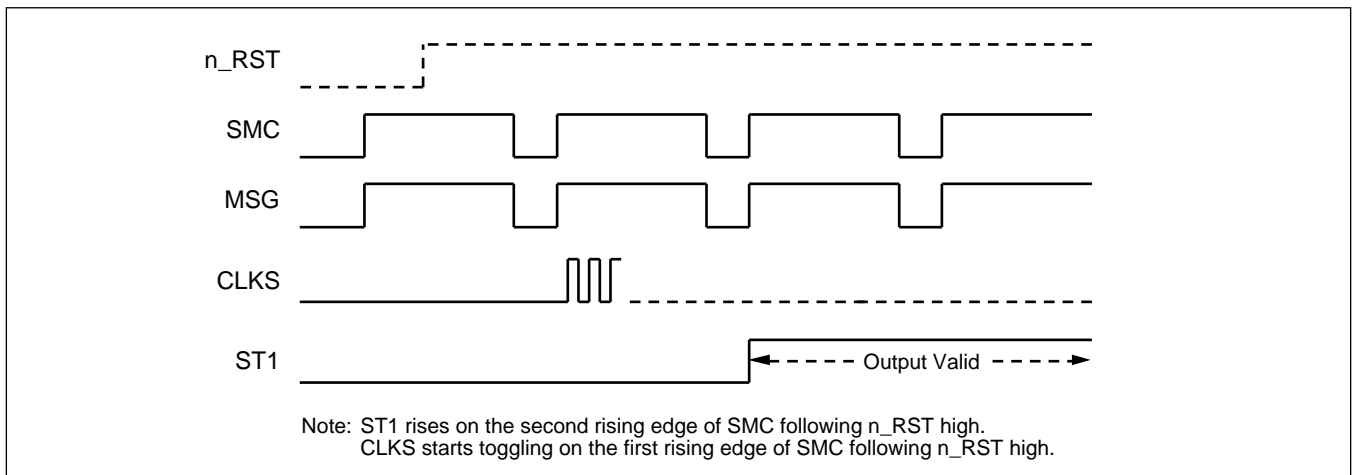 n_RST
SMC
MSG
CLKS
ST1
Output Valid
Note: ST1 rises on the second rising edge of SMC following n_RST high.
CLKS starts toggling on the first rising edge of SMC following n_RST high.